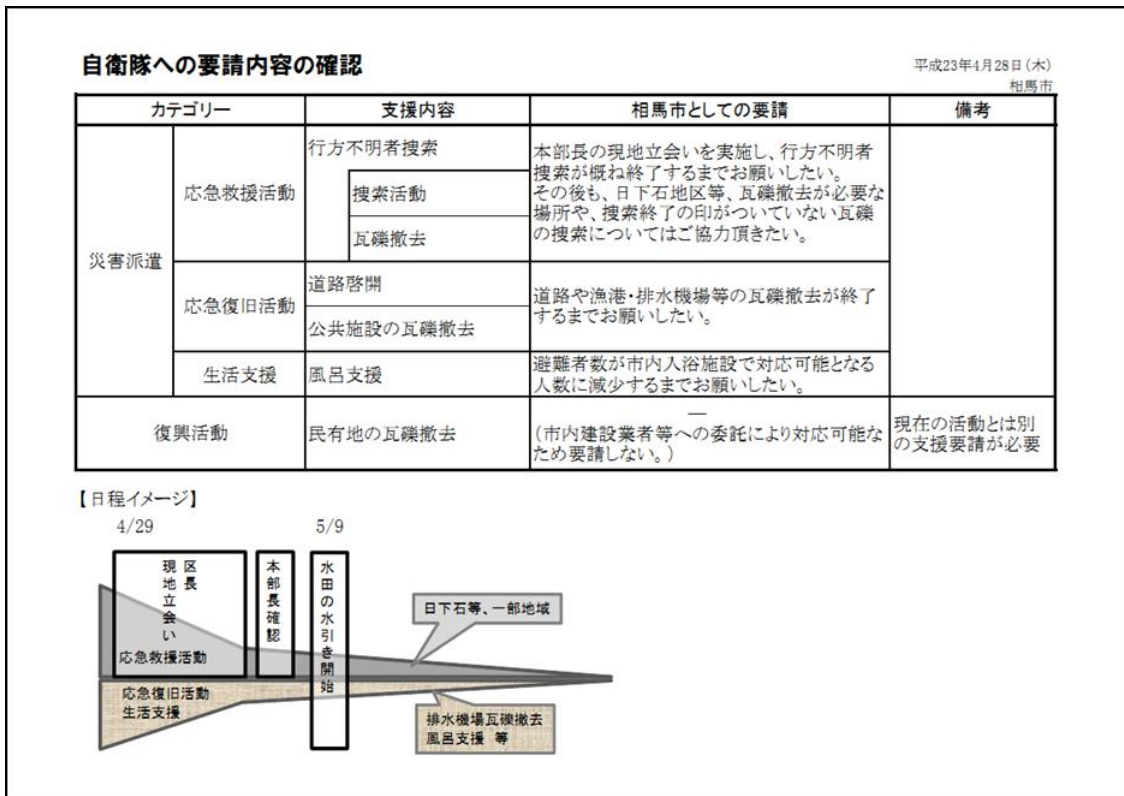 自衛隊への要請内容の確認
平成23年4月28日(木)
相馬市
カテゴリー 支援内容 相馬市としての要請 備考
災害派遣
応急救援活動
行方不明者捜索
捜索活動
瓦礫撤去
本部長の現地立会いを実施し、行方不明者
捜索が概ね終了するまでお願いしたい。
その後も、日下石地区等、瓦礫撤去が必要な
場所や、捜索終了の印がついていない瓦礫
の捜索についてはご協力頂きたい。
応急復旧活動
道路啓開
公共施設の瓦礫撤去
道路や漁港・排水機場等の瓦礫撤去が終了
するまでお願いしたい。
生活支援
風呂支援
避難者数が市内入浴施設で対応可能となる
人数に減少するまでお願いしたい。
復興活動
民有地の瓦礫撤去
―
(市内建設業者等への委託により対応可能な
ため要請しない。)
現在の活動とは別
の支援要請が必要
【日程イメージ】
4/29 5/9
区長
現地立会い
本部長確認
水田の水引き開始
日下石等、一部地域
応急救援活動
応急復旧活動
生活支援
排水機場瓦礫撤去
風呂支援 等